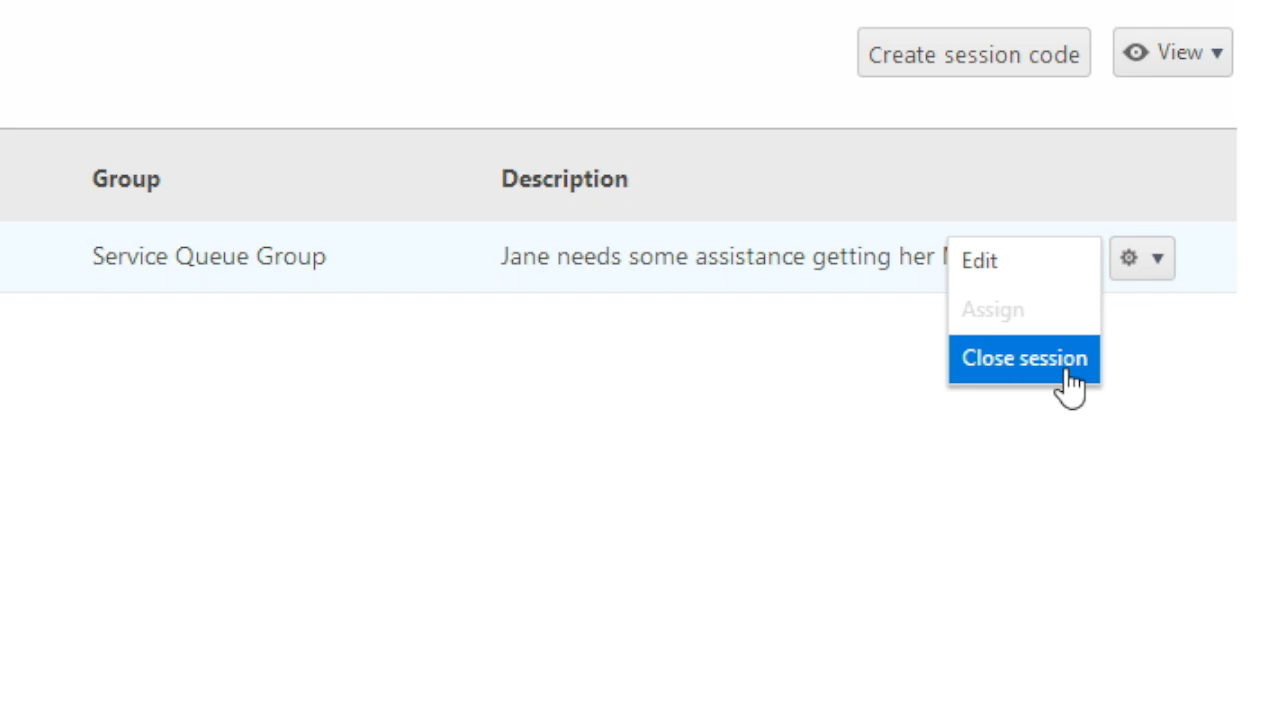 Create session code
View
Group Description
Service Queue Group Jane needs some assistance getting her
Edit
Assign
Close session